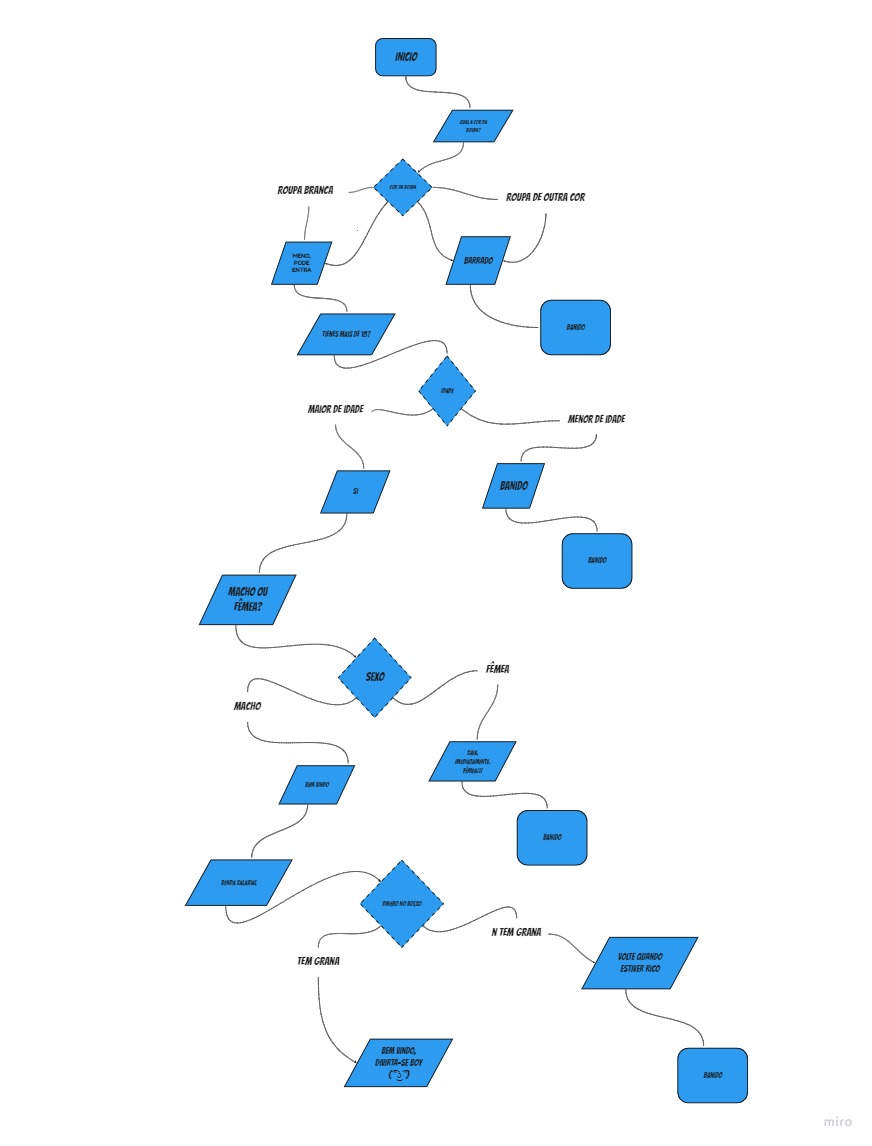 INICIO
QUAL A COR DA
ROUPA?
COR DA ROUPA
ROUPA BRANCA
ROUPA DE OUTRA COR
MENO,
PODE
ENTRA
BARRADO
BANIDO
TIENES MAIS DE 18?
IDADE
MAIOR DE IDADE
MENOR DE IDADE
SI
BANIDO
BANIDO
MACHO OU
FÊMEA?
SEXO
FÊMEA
MACHO
SAIA
IMEDIATAMENTE,
FÊMEA!!!
BEM VINDO
BANIDO
RENDA SALARIAL
DINERO NO BOLSO
N TEM GRANA
TEM GRANA
VOLTE QUANDO
ESTIVER RICO
BEM VINDO,
DIVIRTA-SE BOY
( ͡° ͜ʖ ͡°)
BANIDO
miro